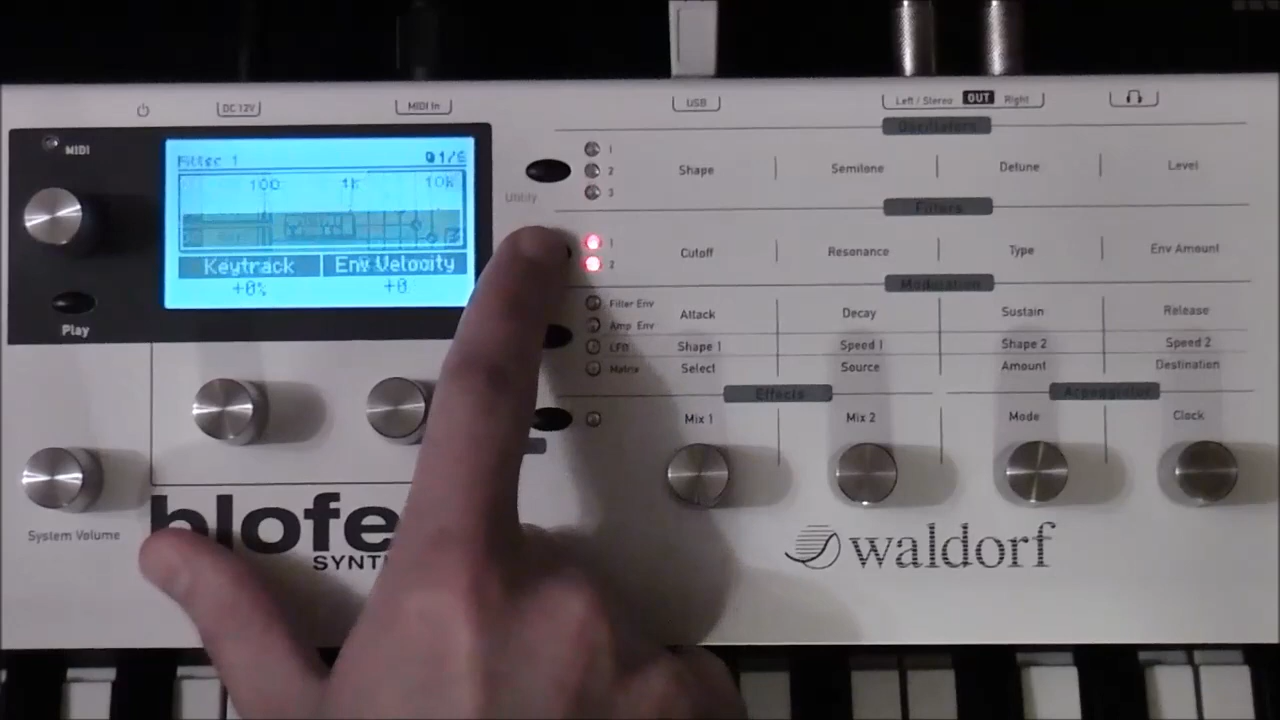 DC 12V
MIDI In
USB
Left / Stereo OUT Right
MIDI
Filter 1
100 1k 10k
Keytrack Env Velocity
+0% +0
Play
System Volume
Utility
Oscillators
1
2
3
Shape Semitone Detune Level
Filters
1
2
Cutoff Resonance Type Env Amount
Modulation
Filter Env Attack Decay Sustain Release
Amp Env
LFO Shape 1 Speed 1 Shape 2 Speed 2
Matrix Select Source Amount Destination
Effects Arpeggiator
Mix 1 Mix 2 Mode Clock
blofe
SYNT
waldorf